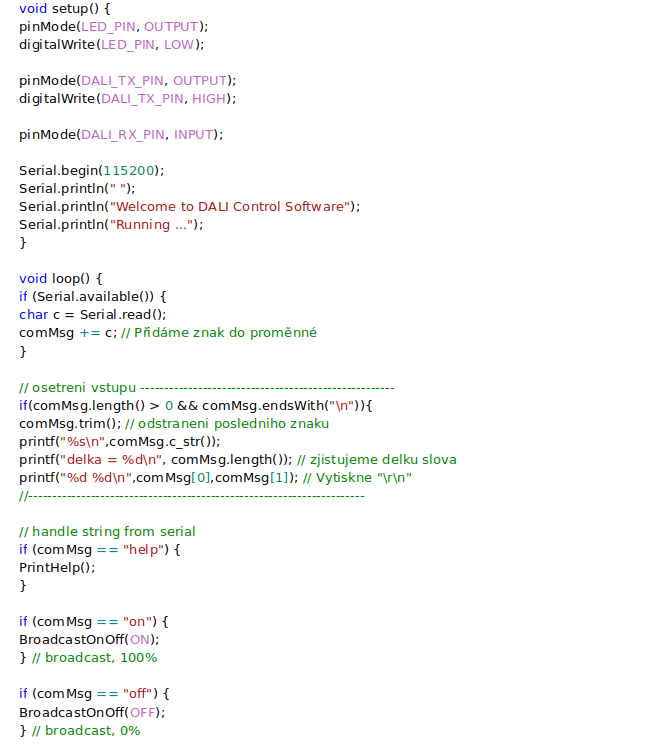 void setup() {
pinMode(LED_PIN, OUTPUT);
digitalWrite(LED_PIN, LOW);

pinMode(DALI_TX_PIN, OUTPUT);
digitalWrite(DALI_TX_PIN, HIGH);

pinMode(DALI_RX_PIN, INPUT);

Serial.begin(115200);
Serial.println(" ");
Serial.println("Welcome to DALI Control Software");
Serial.println("Running ...");
}

void loop() {
if (Serial.available()) {
char c = Serial.read();
comMsg += c; // Přidáme znak do proměnné
}

// osetreni vstupu -----------------------------------------------------
if(comMsg.length() > 0 && comMsg.endsWith("\n")){
comMsg.trim(); // odstraneni posledniho znaku
printf("%s\n",comMsg.c_str());
printf("delka = %d\n", comMsg.length()); // zjistujeme delku slova
printf("%d %d\n",comMsg[0],comMsg[1]); // Vytiskne "\r\n"
//----------------------------------------------------------------------

// handle string from serial
if (comMsg == "help") {
PrintHelp();
}

if (comMsg == "on") {
BroadcastOnOff(ON);
} // broadcast, 100%

if (comMsg == "off") {
BroadcastOnOff(OFF);
} // broadcast, 0%